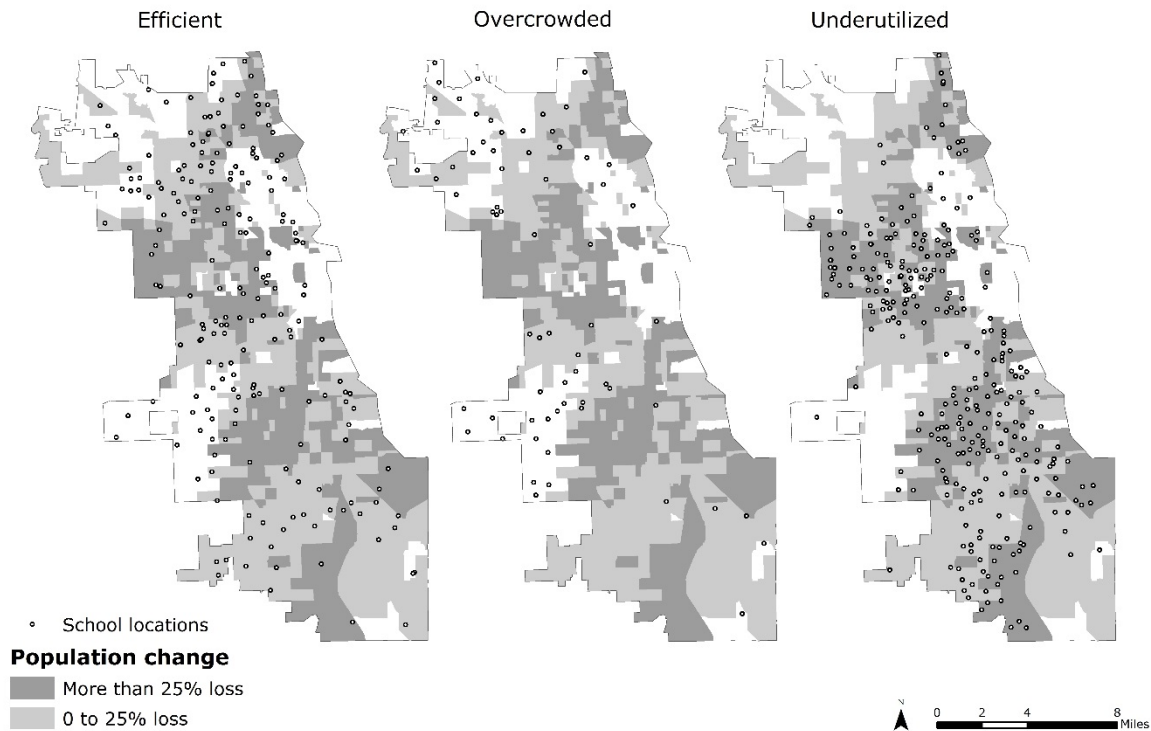 Efficient
Overcrowded
Underutilized
School locations
Population change
More than 25% loss
0 to 25% loss
N
0 2 4 8
Miles